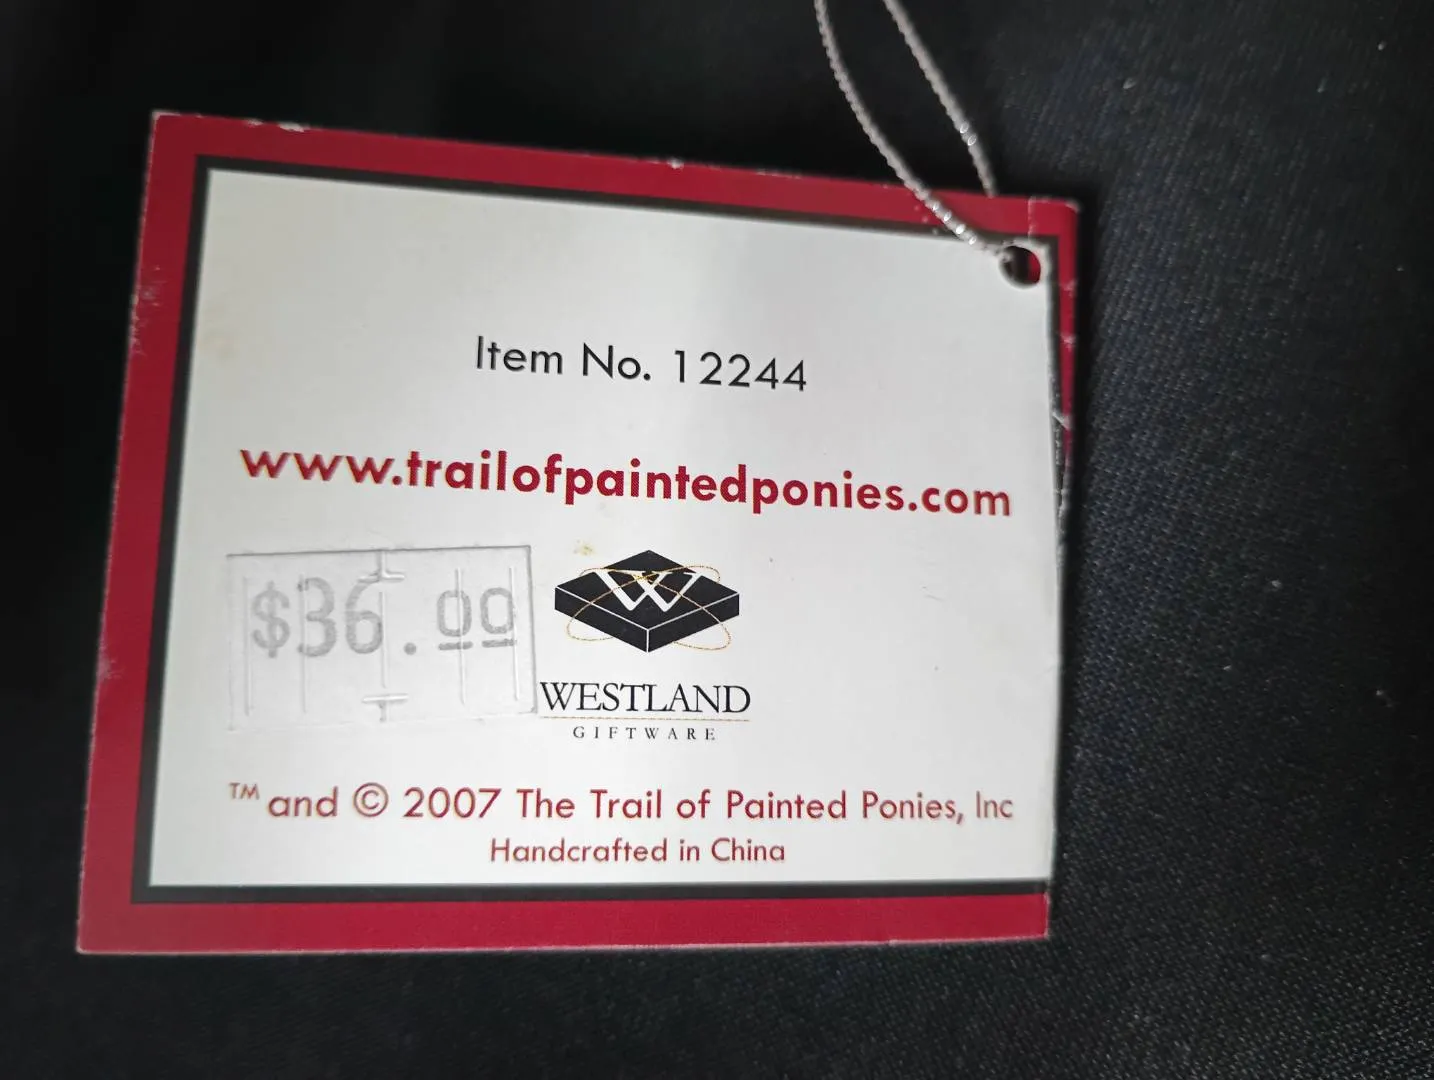 Item No. 12244
www.trailofpaintedponies.com
$36.00
W
WESTLAND
GIFTWARE
™ and © 2007 The Trail of Painted Ponies, Inc
Handcrafted in China